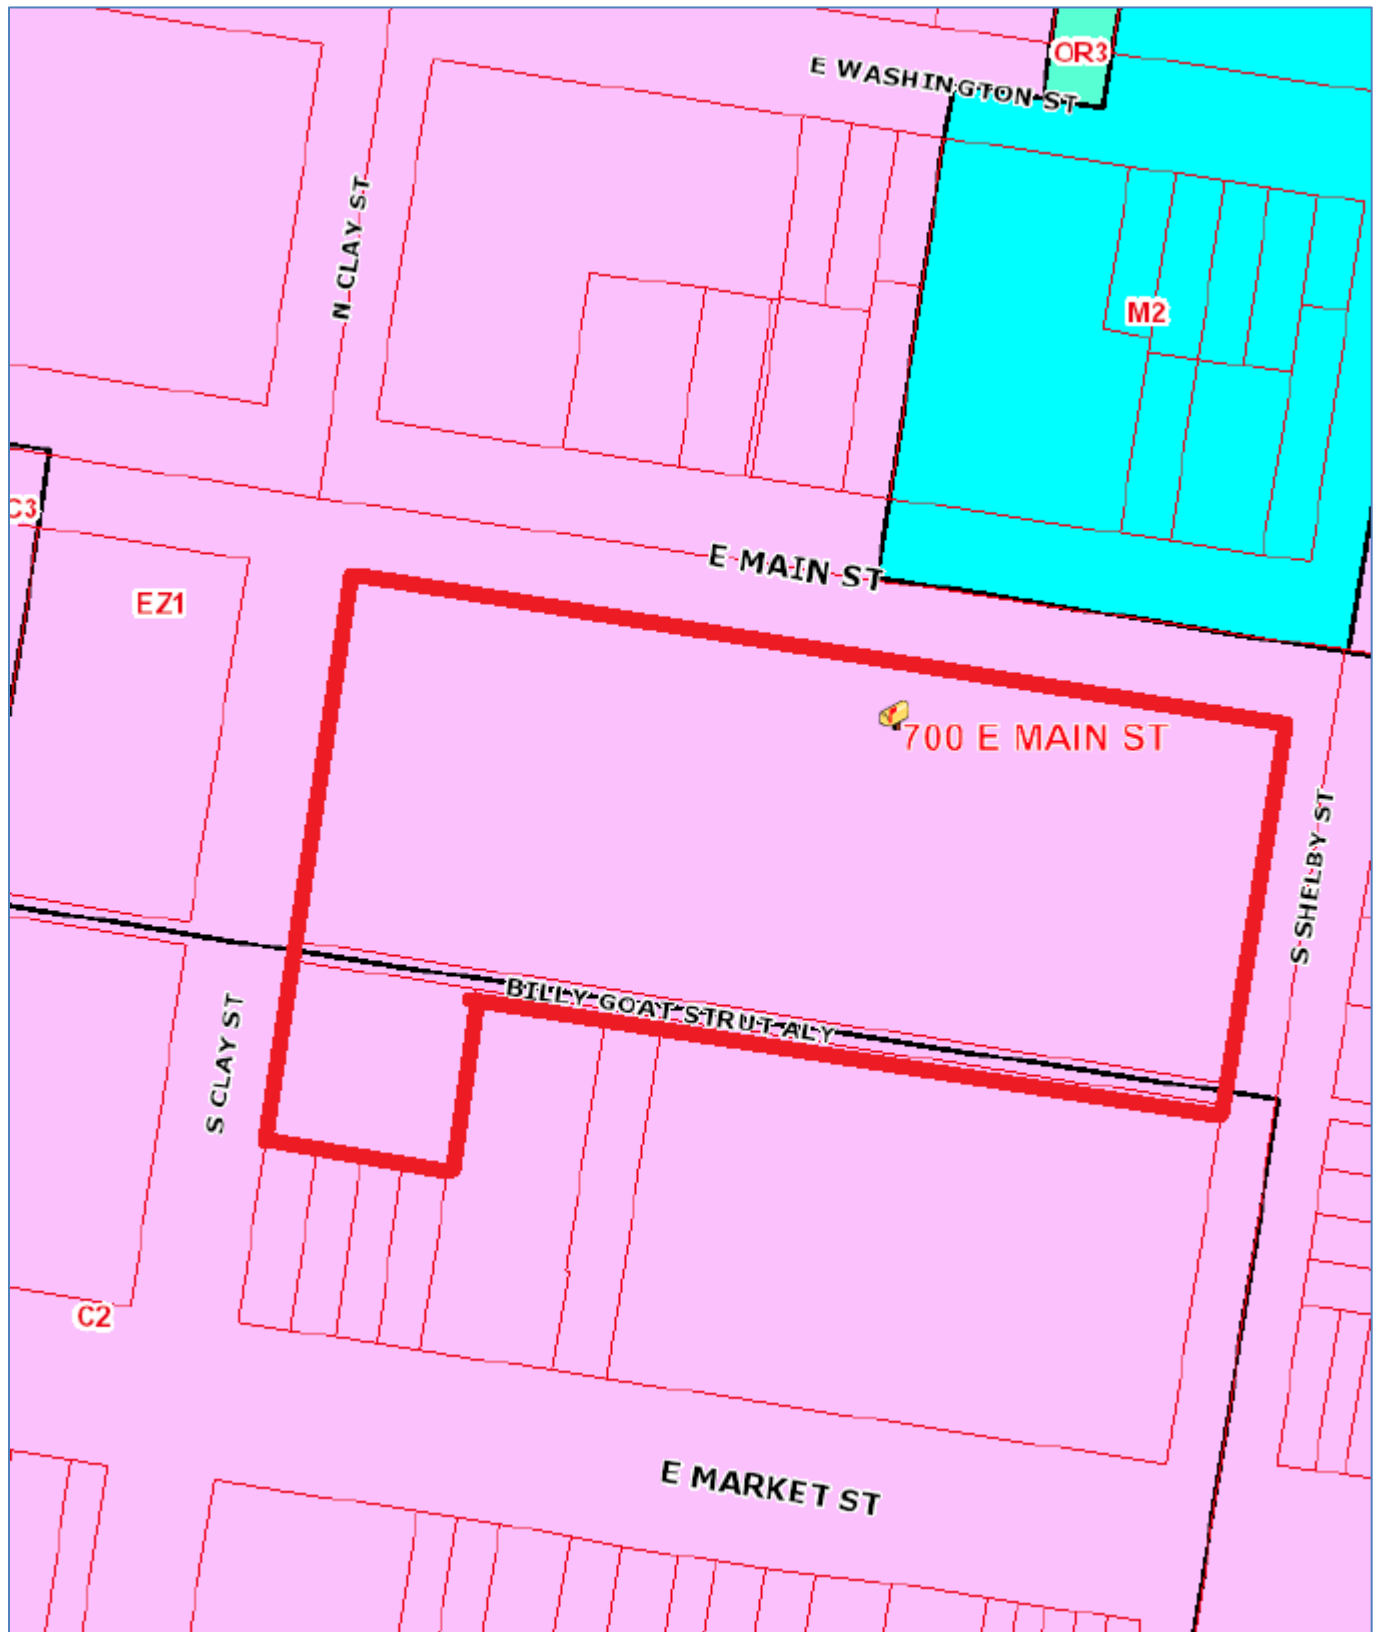 OR3
E WASHINGTON ST
N CLAY ST
M2
C3
E MAIN ST
EZ1
700 E MAIN ST
S SHELBY ST
BILLY GOAT STRUT ALY
S CLAY ST
C2
E MARKET ST